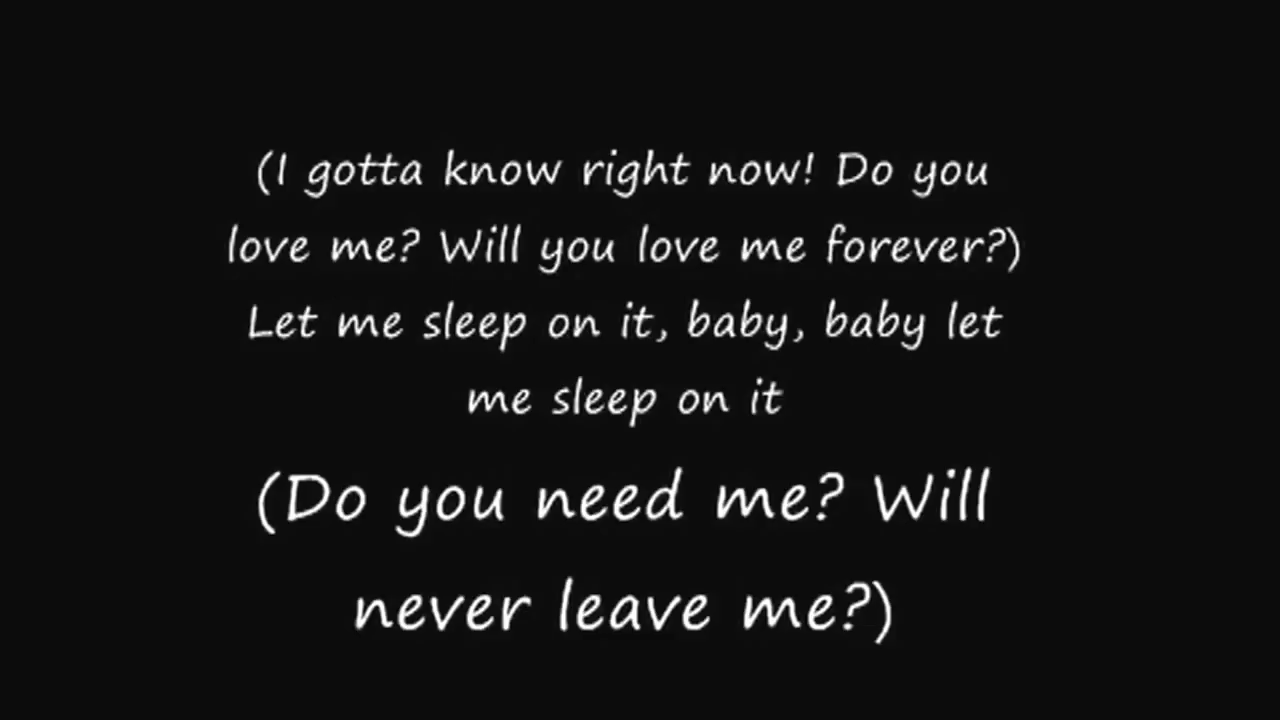 (I gotta know right now! Do you
love me? Will you love me forever?)
Let me sleep on it, baby, baby let
me sleep on it
(Do you need me? Will
never leave me?)